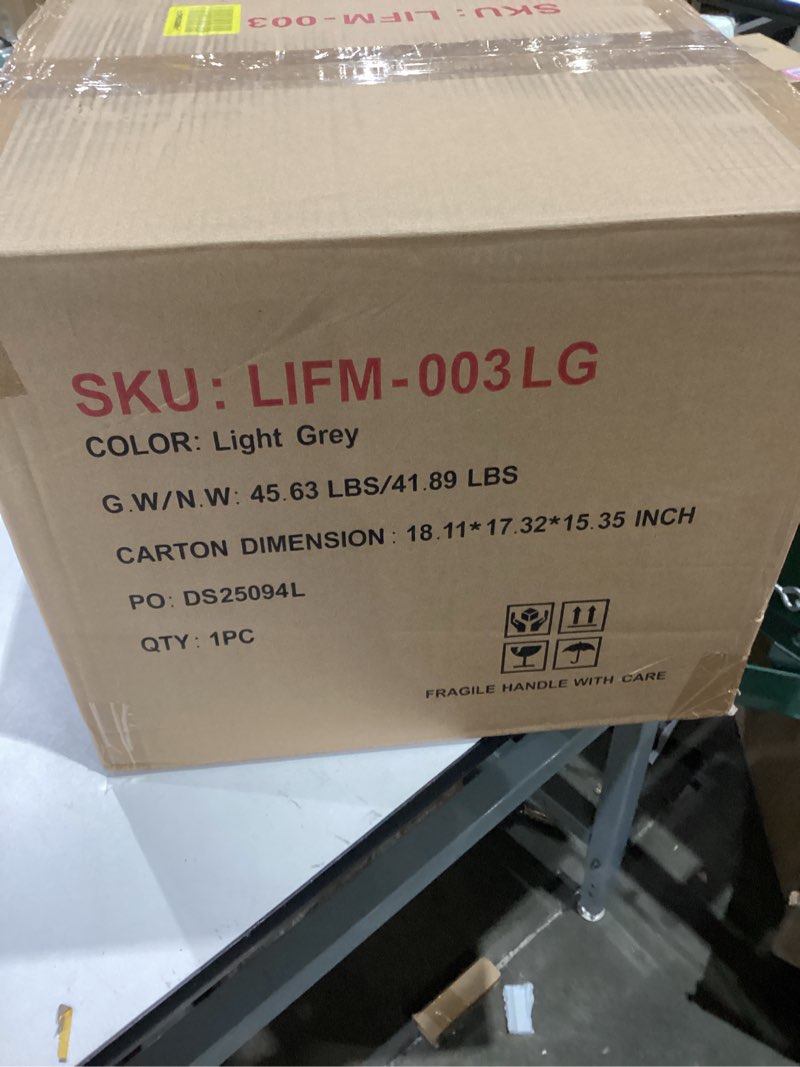 SKU: LIFM-003
SKU: LIFM-003LG
COLOR: Light Grey
G.W/N.W: 45.63 LBS/41.89 LBS
CARTON DIMENSION: 18.11*17.32*15.35 INCH
PO: DS25094L
QTY: 1PC
FRAGILE HANDLE WITH CARE